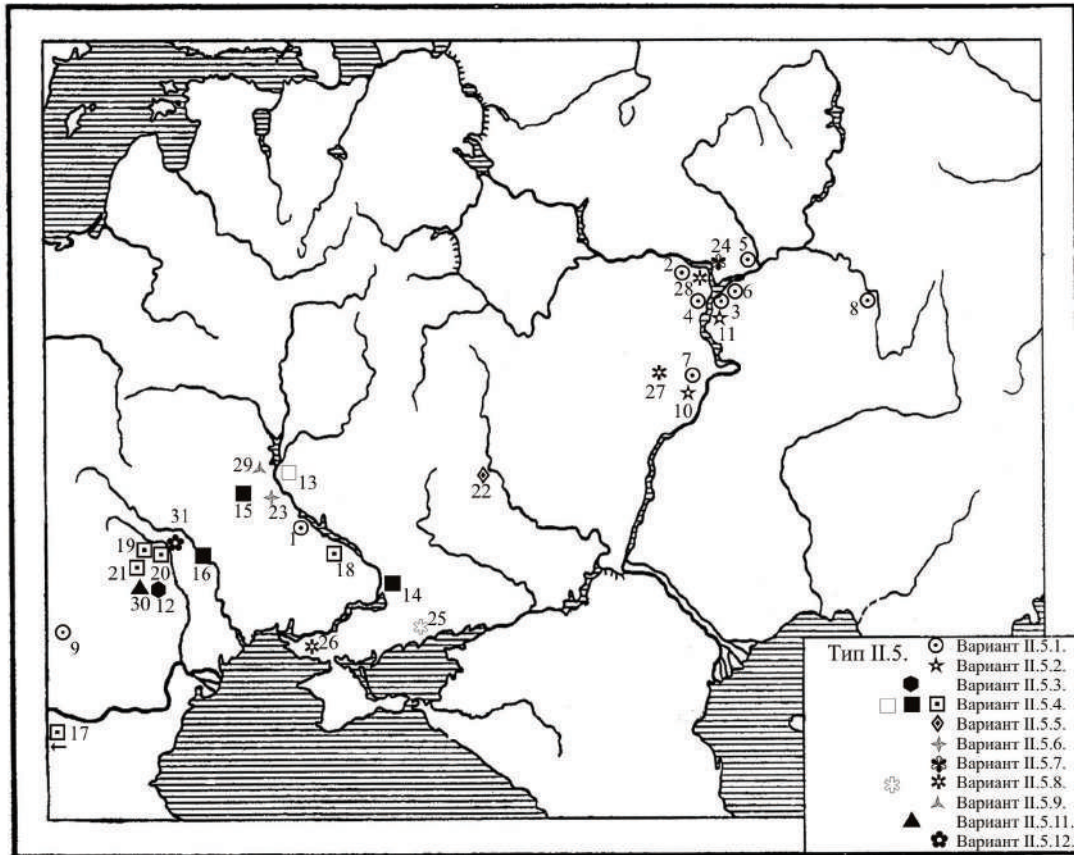 24
5
2
28
6
4
3
8
11
7
27
10
29
13
22
15
23
31
1
19
18
20
16
21
14
30
12
25
9
26
17
Тип II.5.
Вариант II.5.1.
Вариант II.5.2.
Вариант II.5.3.
Вариант II.5.4.
Вариант II.5.5.
Вариант II.5.6.
Вариант II.5.7.
Вариант II.5.8.
Вариант II.5.9.
Вариант II.5.11.
Вариант II.5.12.